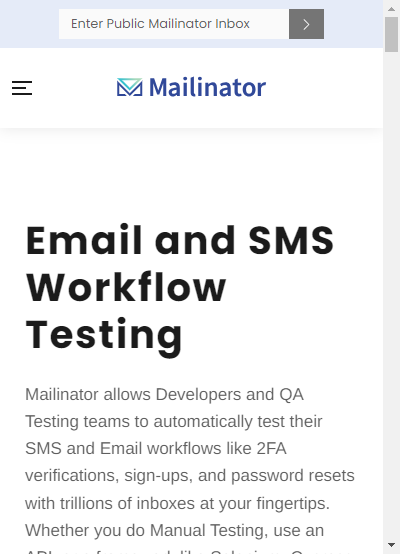 Enter Public Mailinator Inbox
Mailinator
Email and SMS
Workflow
Testing
Mailinator allows Developers and QA
Testing teams to automatically test their
SMS and Email workflows like 2FA
verifications, sign-ups, and password resets
with trillions of inboxes at your fingertips.
Whether you do Manual Testing, use an